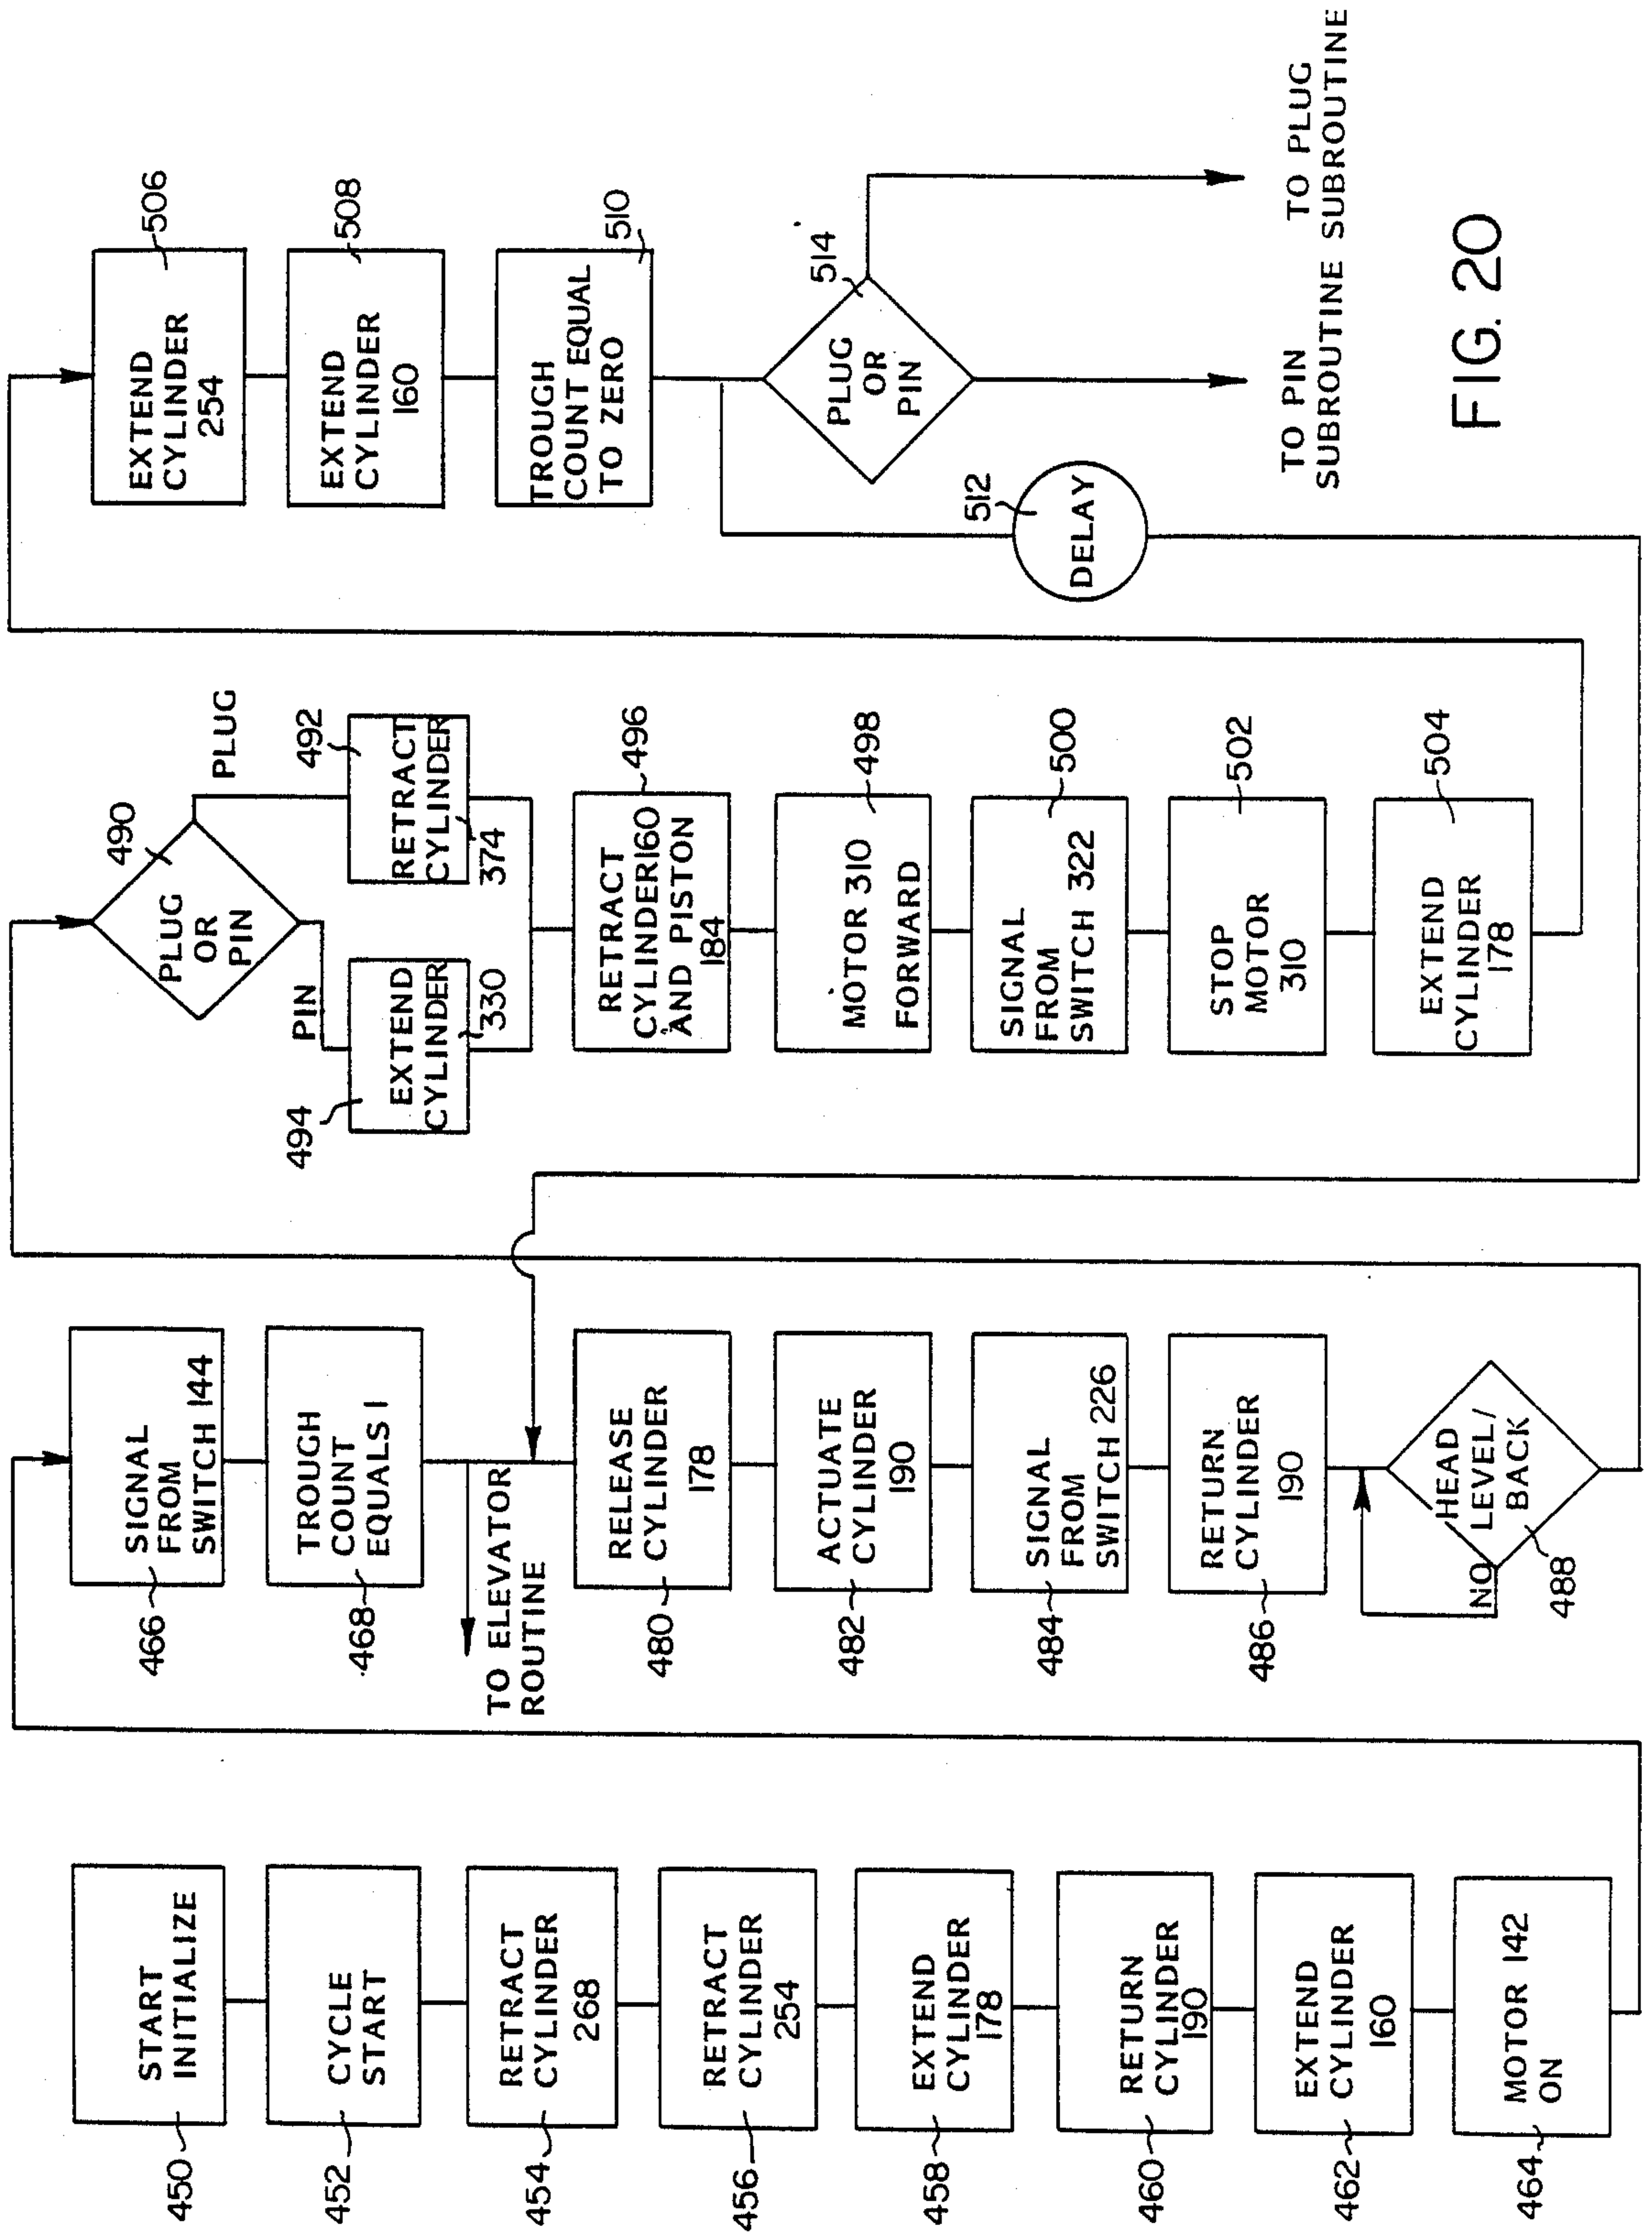 450
START
INITIALIZE
452
CYCLE
START
454
RETRACT
CYLINDER
268
456
RETRACT
CYLINDER
254
458
EXTEND
CYLINDER
178
460
RETURN
CYLINDER
190
462
EXTEND
CYLINDER
160
464
MOTOR 142
ON
466
SIGNAL
FROM
SWITCH 144
468
TROUGH
COUNT
EQUALS 1
TO ELEVATOR
ROUTINE
480
RELEASE
CYLINDER
178
482
ACTUATE
CYLINDER
190
484
SIGNAL
FROM
SWITCH 226
486
RETURN
CYLINDER
190
HEAD
LEVEL/
BACK
NO
488
490
PLUG
OR
PIN
PLUG
PIN
492
RETRACT
CYLINDER
374
494
EXTEND
CYLINDER
330
496
RETRACT
CYLINDER 160
AND PISTON
184
498
MOTOR 310
FORWARD
500
SIGNAL
FROM
SWITCH 322
502
STOP
MOTOR
310
504
EXTEND
CYLINDER
178
506
EXTEND
CYLINDER
254
508
EXTEND
CYLINDER
160
510
TROUGH
COUNT EQUAL
TO ZERO
512
DELAY
514
PLUG
OR
PIN
TO PIN
SUBROUTINE
TO PLUG
SUBROUTINE
FIG. 20